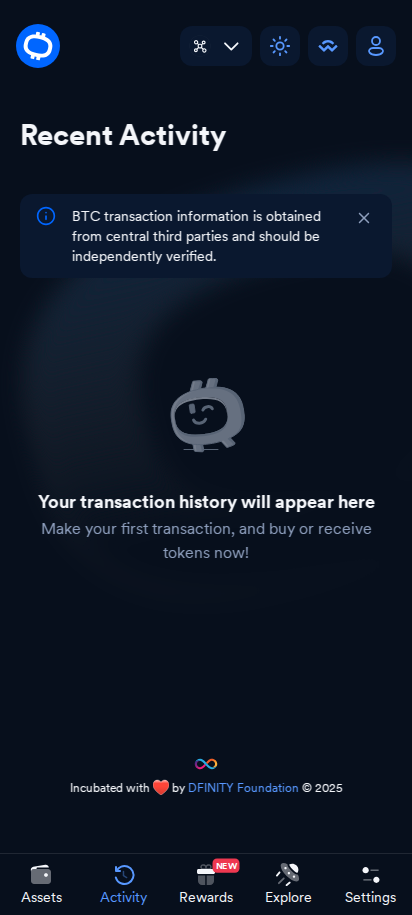 Recent Activity
BTC transaction information is obtained
from central third parties and should be
independently verified.
Your transaction history will appear here
Make your first transaction, and buy or receive
tokens now!
Incubated with ❤️ by DFINITY Foundation © 2025
NEW
Assets Activity Rewards Explore Settings